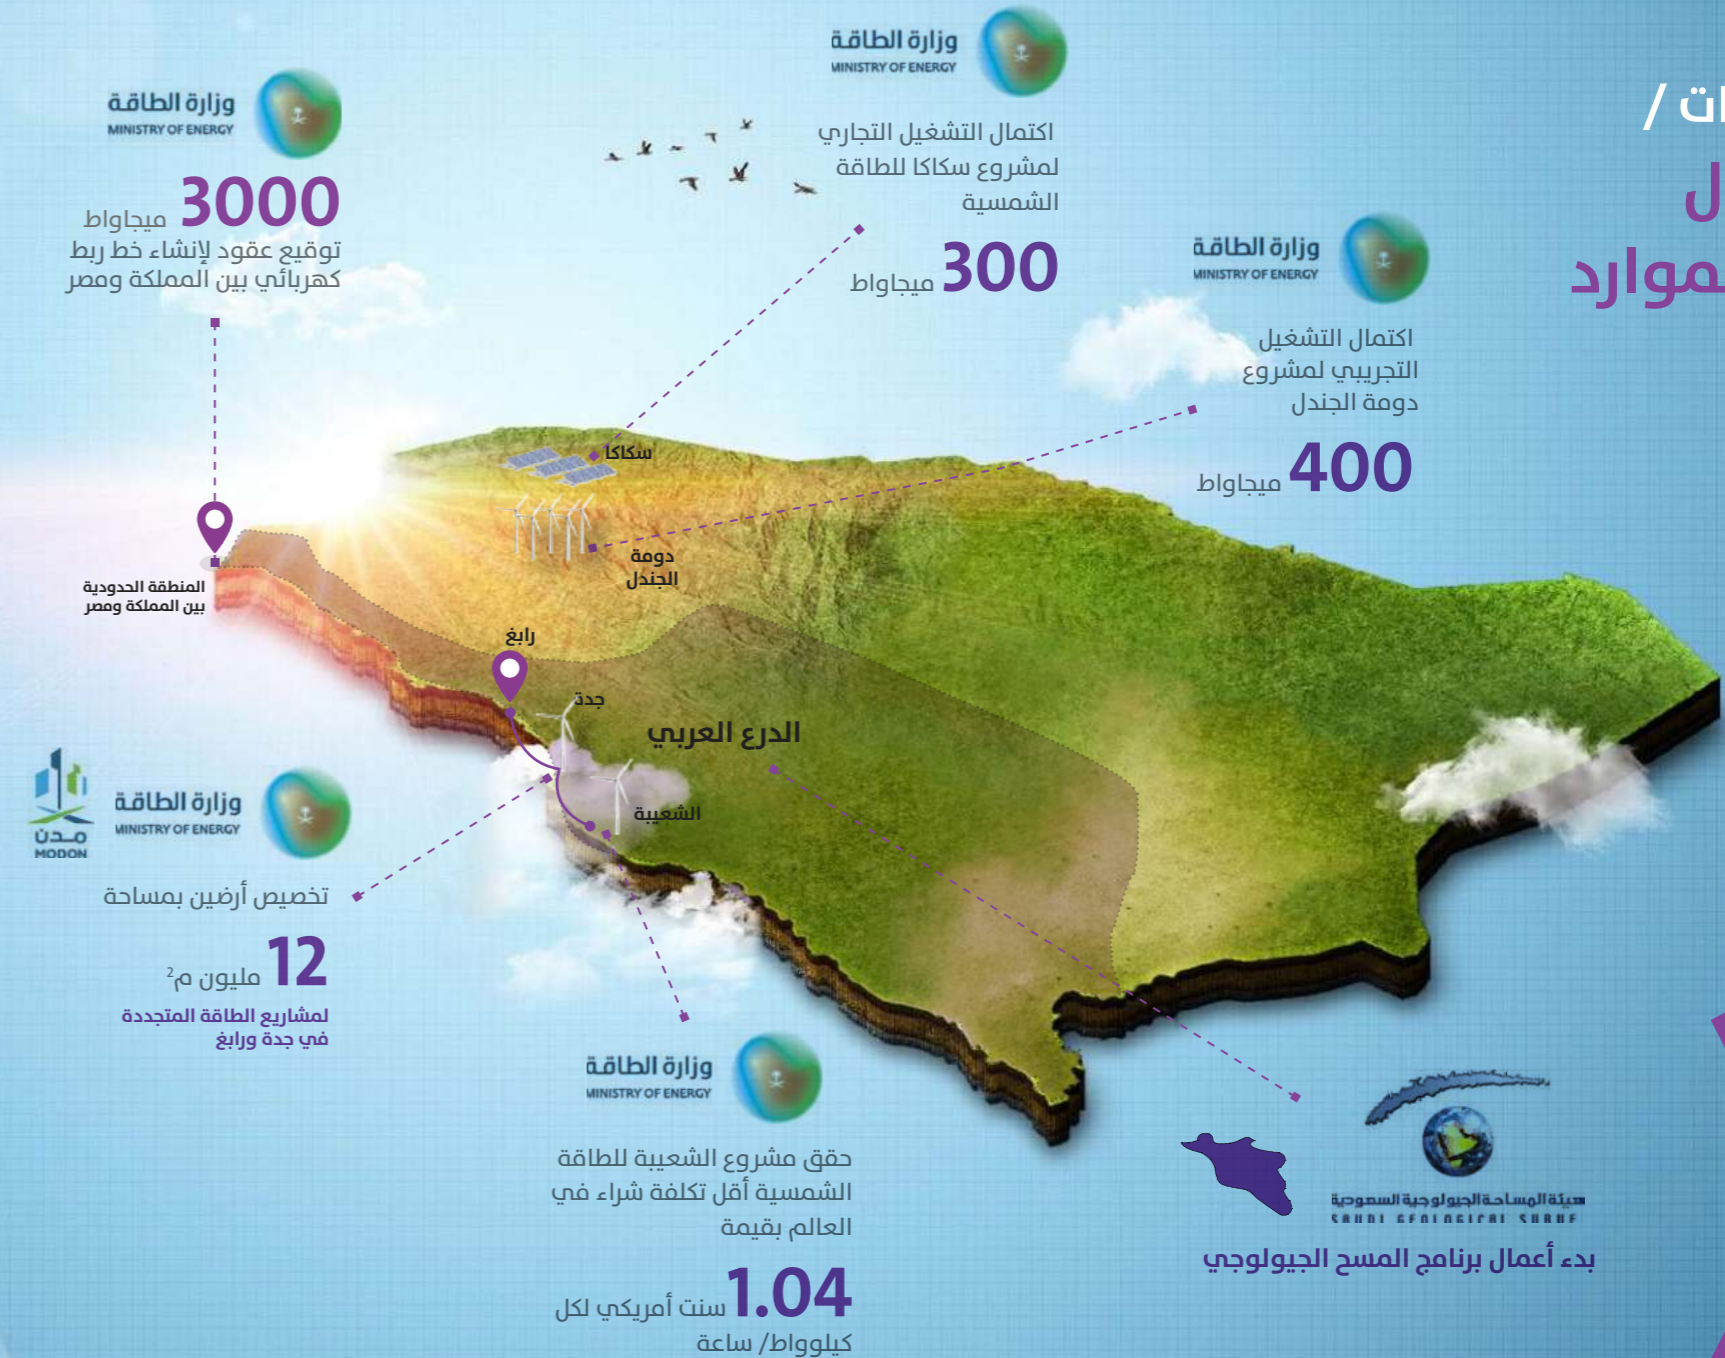 ات /
ل
موارد
وزارة الطاقة
MINISTRY OF ENERGY
اكتمال التشغيل التجاري
لمشروع سكاكا للطاقة
الشمسية
300 ميجاواط
وزارة الطاقة
MINISTRY OF ENERGY
3000 ميجاواط
توقيع عقود لإنشاء خط ربط
كهربائي بين المملكة ومصر
وزارة الطاقة
MINISTRY OF ENERGY
اكتمال التشغيل
التجريبي لمشروع
دومة الجندل
400 ميجاواط
سكاكا
دومة
الجندل
المنطقة الحدودية
بين المملكة ومصر
رابغ
جدة
الدرع العربي
الشعيبة
وزارة الطاقة
MINISTRY OF ENERGY
مدن
MODON
تخصيص أرضين بمساحة
12 مليون م²
لمشاريع الطاقة المتجددة
في جدة ورابغ
وزارة الطاقة
MINISTRY OF ENERGY
حقق مشروع الشعيبة للطاقة
الشمسية أقل تكلفة شراء في
العالم بقيمة
1.04 سنت أمريكي لكل
كيلوواط/ ساعة
هيئة المساحة الجيولوجية السعودية
SAUDI GEOLOGICAL SURVE
بدء أعمال برنامج المسح الجيولوجي